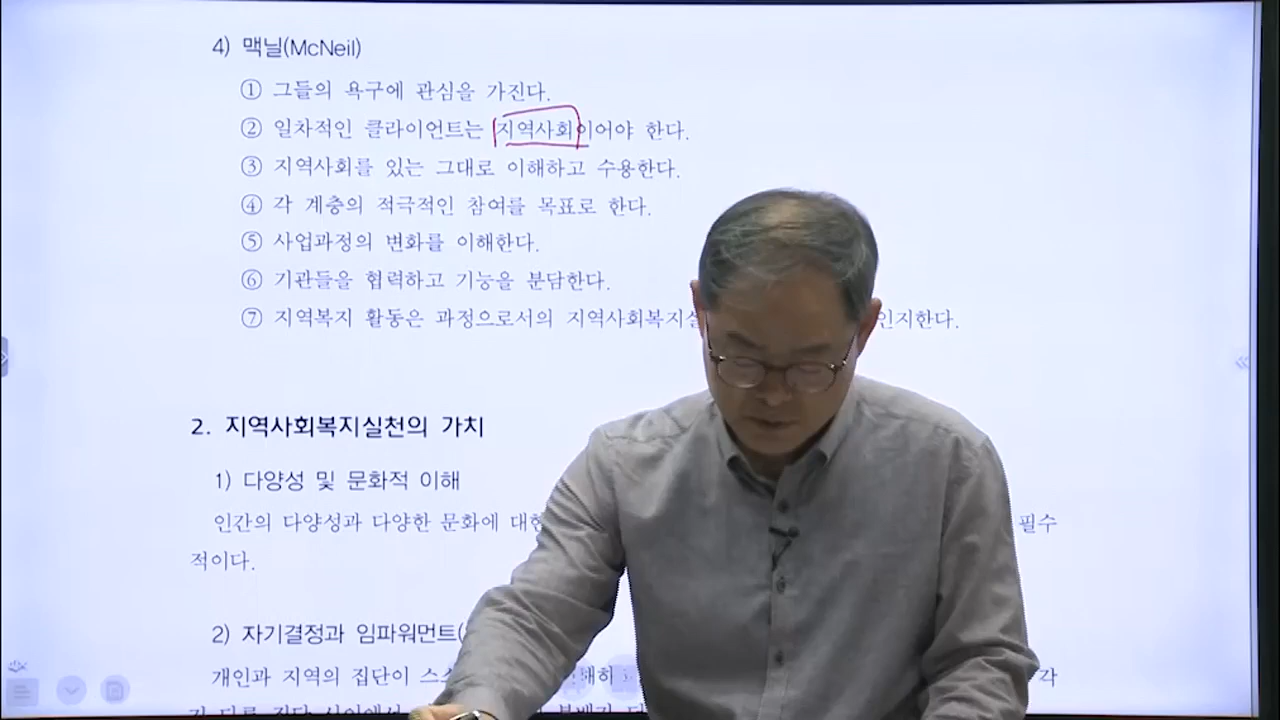 4) 맥닐(McNeil)
① 그들의 욕구에 관심을 가진다.
② 일차적인 클라이언트는 지역사회이어야 한다.
③ 지역사회를 있는 그대로 이해하고 수용한다.
④ 각 계층의 적극적인 참여를 목표로 한다.
⑤ 사업과정의 변화를 이해한다.
⑥ 기관들을 협력하고 기능을 분담한다.
⑦ 지역복지 활동은 과정으로서의 지역사회복지실 인지한다.
2. 지역사회복지실천의 가치
1) 다양성 및 문화적 이해
인간의 다양성과 다양한 문화에 대한 필수
적이다.
2) 자기결정과 임파워먼트(
개인과 지역의 집단이 각